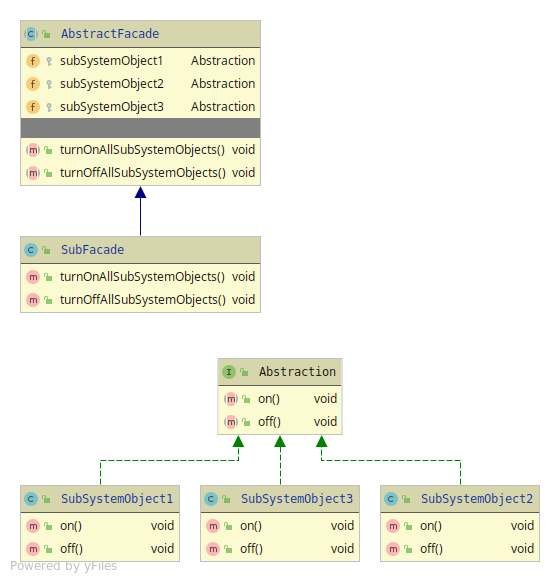 AbstractFacade
subSystemObject1 Abstraction
subSystemObject2 Abstraction
subSystemObject3 Abstraction
turnOnAllSubSystemObjects() void
turnOffAllSubSystemObjects() void
SubFacade
turnOnAllSubSystemObjects() void
turnOffAllSubSystemObjects() void
Abstraction
on() void
off() void
SubSystemObject1
on() void
off() void
SubSystemObject3
on() void
off() void
SubSystemObject2
on() void
off() void
Powered by yFiles